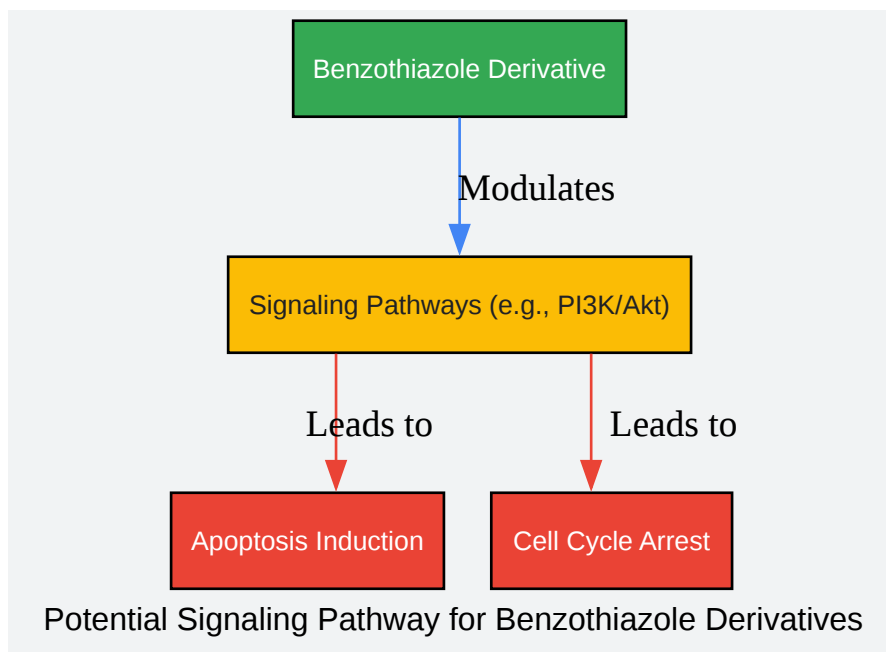 Benzothiazole Derivative
Modulates
Signaling Pathways (e.g., PI3K/Akt)
Leads to
Leads to
Apoptosis Induction
Cell Cycle Arrest
Potential Signaling Pathway for Benzothiazole Derivatives